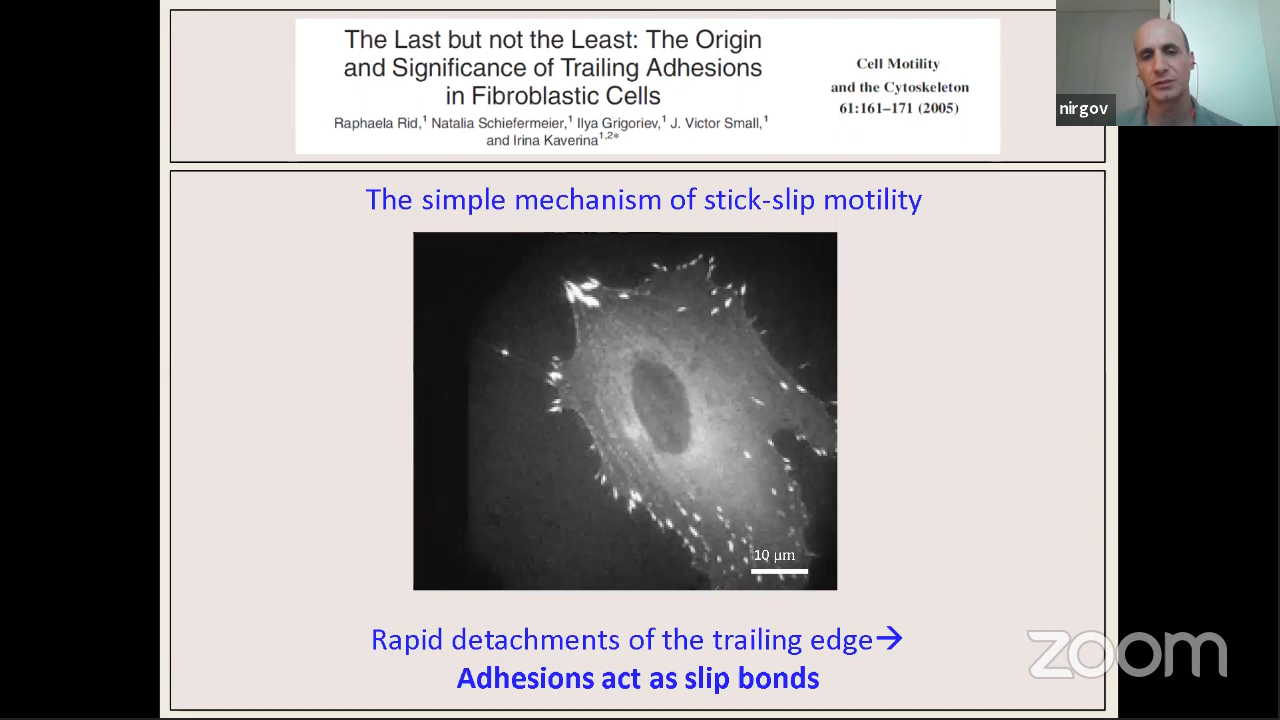 The Last but not the Least: The Origin
and Significance of Trailing Adhesions
in Fibroblastic Cells
Raphaela Rid,¹ Natalia Schiefermeier,¹ Ilya Grigoriev,¹ J. Victor Small,¹
and Irina Kaverina¹,²*
Cell Motility
and the Cytoskeleton
61:161–171 (2005)
nirgov
The simple mechanism of stick-slip motility
10 µm
Rapid detachments of the trailing edge→
Adhesions act as slip bonds
zoom